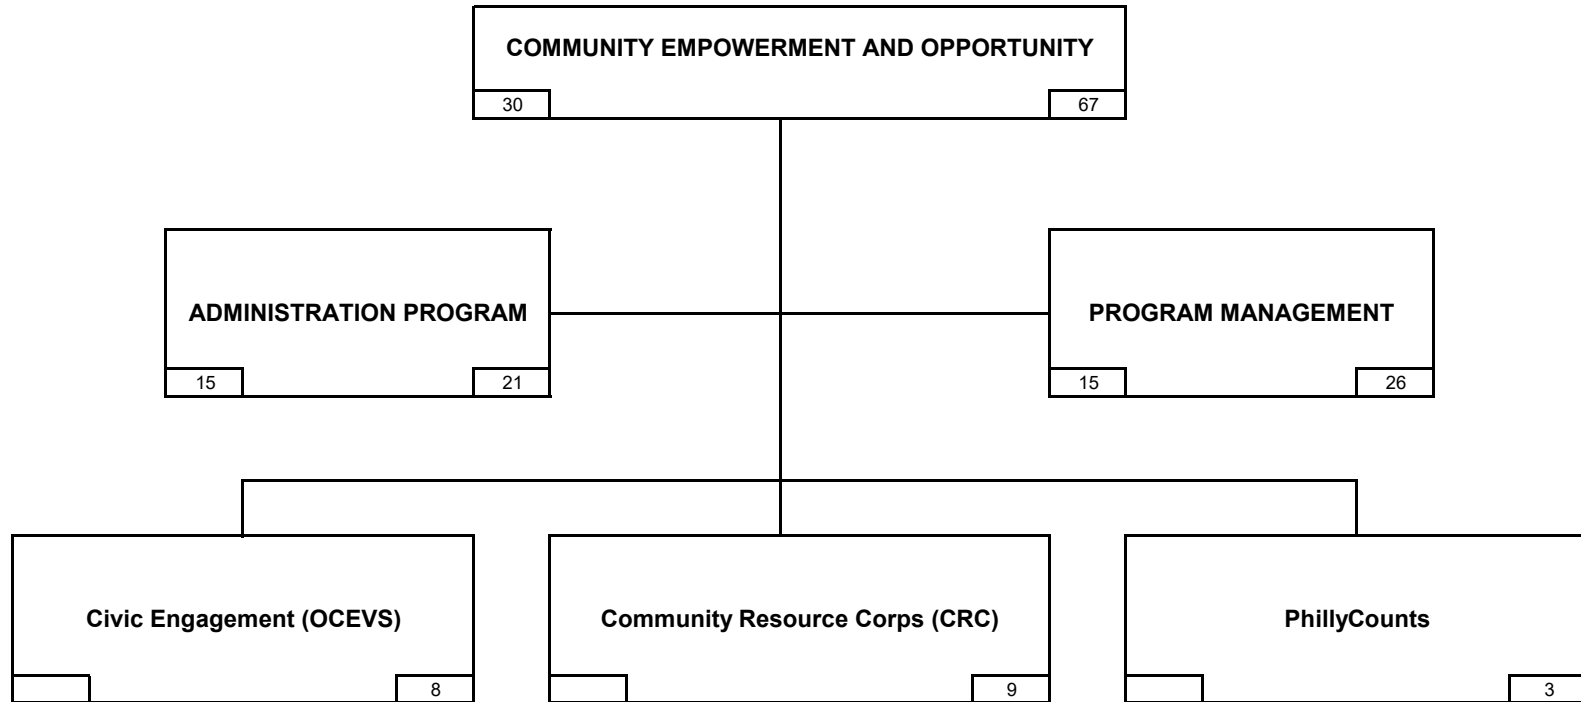 COMMUNITY EMPOWERMENT AND OPPORTUNITY
30 67
ADMINISTRATION PROGRAM
15 21
PROGRAM MANAGEMENT
15 26
Civic Engagement (OCEVS)
8
Community Resource Corps (CRC)
9
PhillyCounts
3